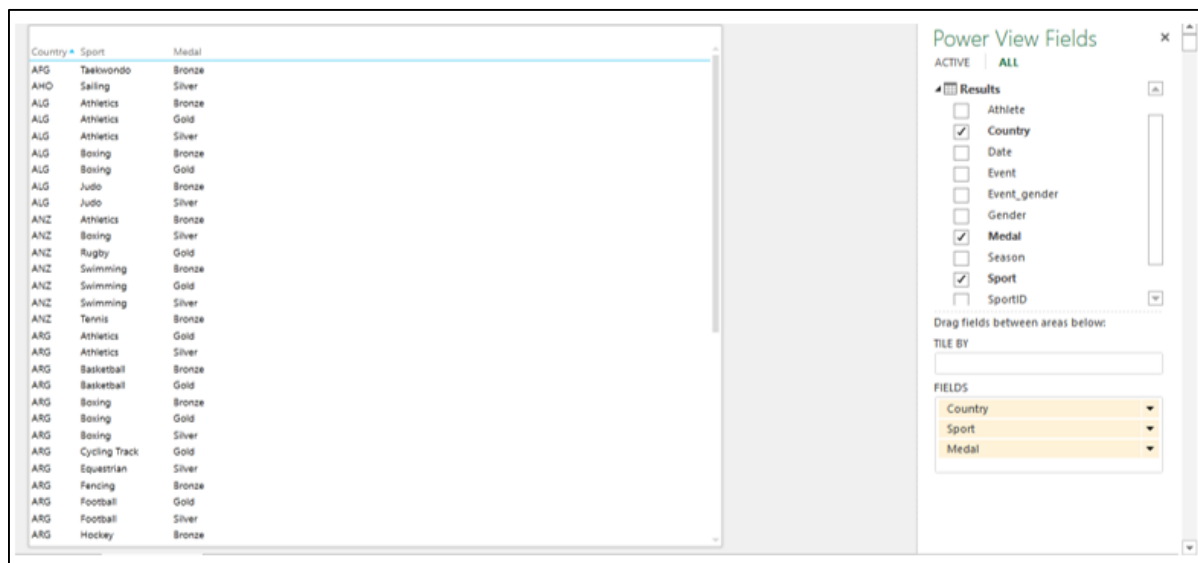 Country Sport Medal
AFG Taekwondo Bronze
AHO Sailing Silver
ALG Athletics Bronze
ALG Athletics Gold
ALG Athletics Silver
ALG Boxing Bronze
ALG Boxing Gold
ALG Judo Bronze
ALG Judo Silver
ANZ Athletics Bronze
ANZ Boxing Silver
ANZ Rugby Gold
ANZ Swimming Bronze
ANZ Swimming Gold
ANZ Swimming Silver
ANZ Tennis Bronze
ARG Athletics Gold
ARG Athletics Silver
ARG Basketball Bronze
ARG Basketball Gold
ARG Boxing Bronze
ARG Boxing Gold
ARG Boxing Silver
ARG Cycling Track Gold
ARG Equestrian Silver
ARG Fencing Bronze
ARG Football Gold
ARG Football Silver
ARG Hockey Bronze
Power View Fields
ACTIVE ALL
Results
Athlete
Country
Date
Event
Event_gender
Gender
Medal
Season
Sport
SportID
Drag fields between areas below:
TILE BY
FIELDS
Country
Sport
Medal